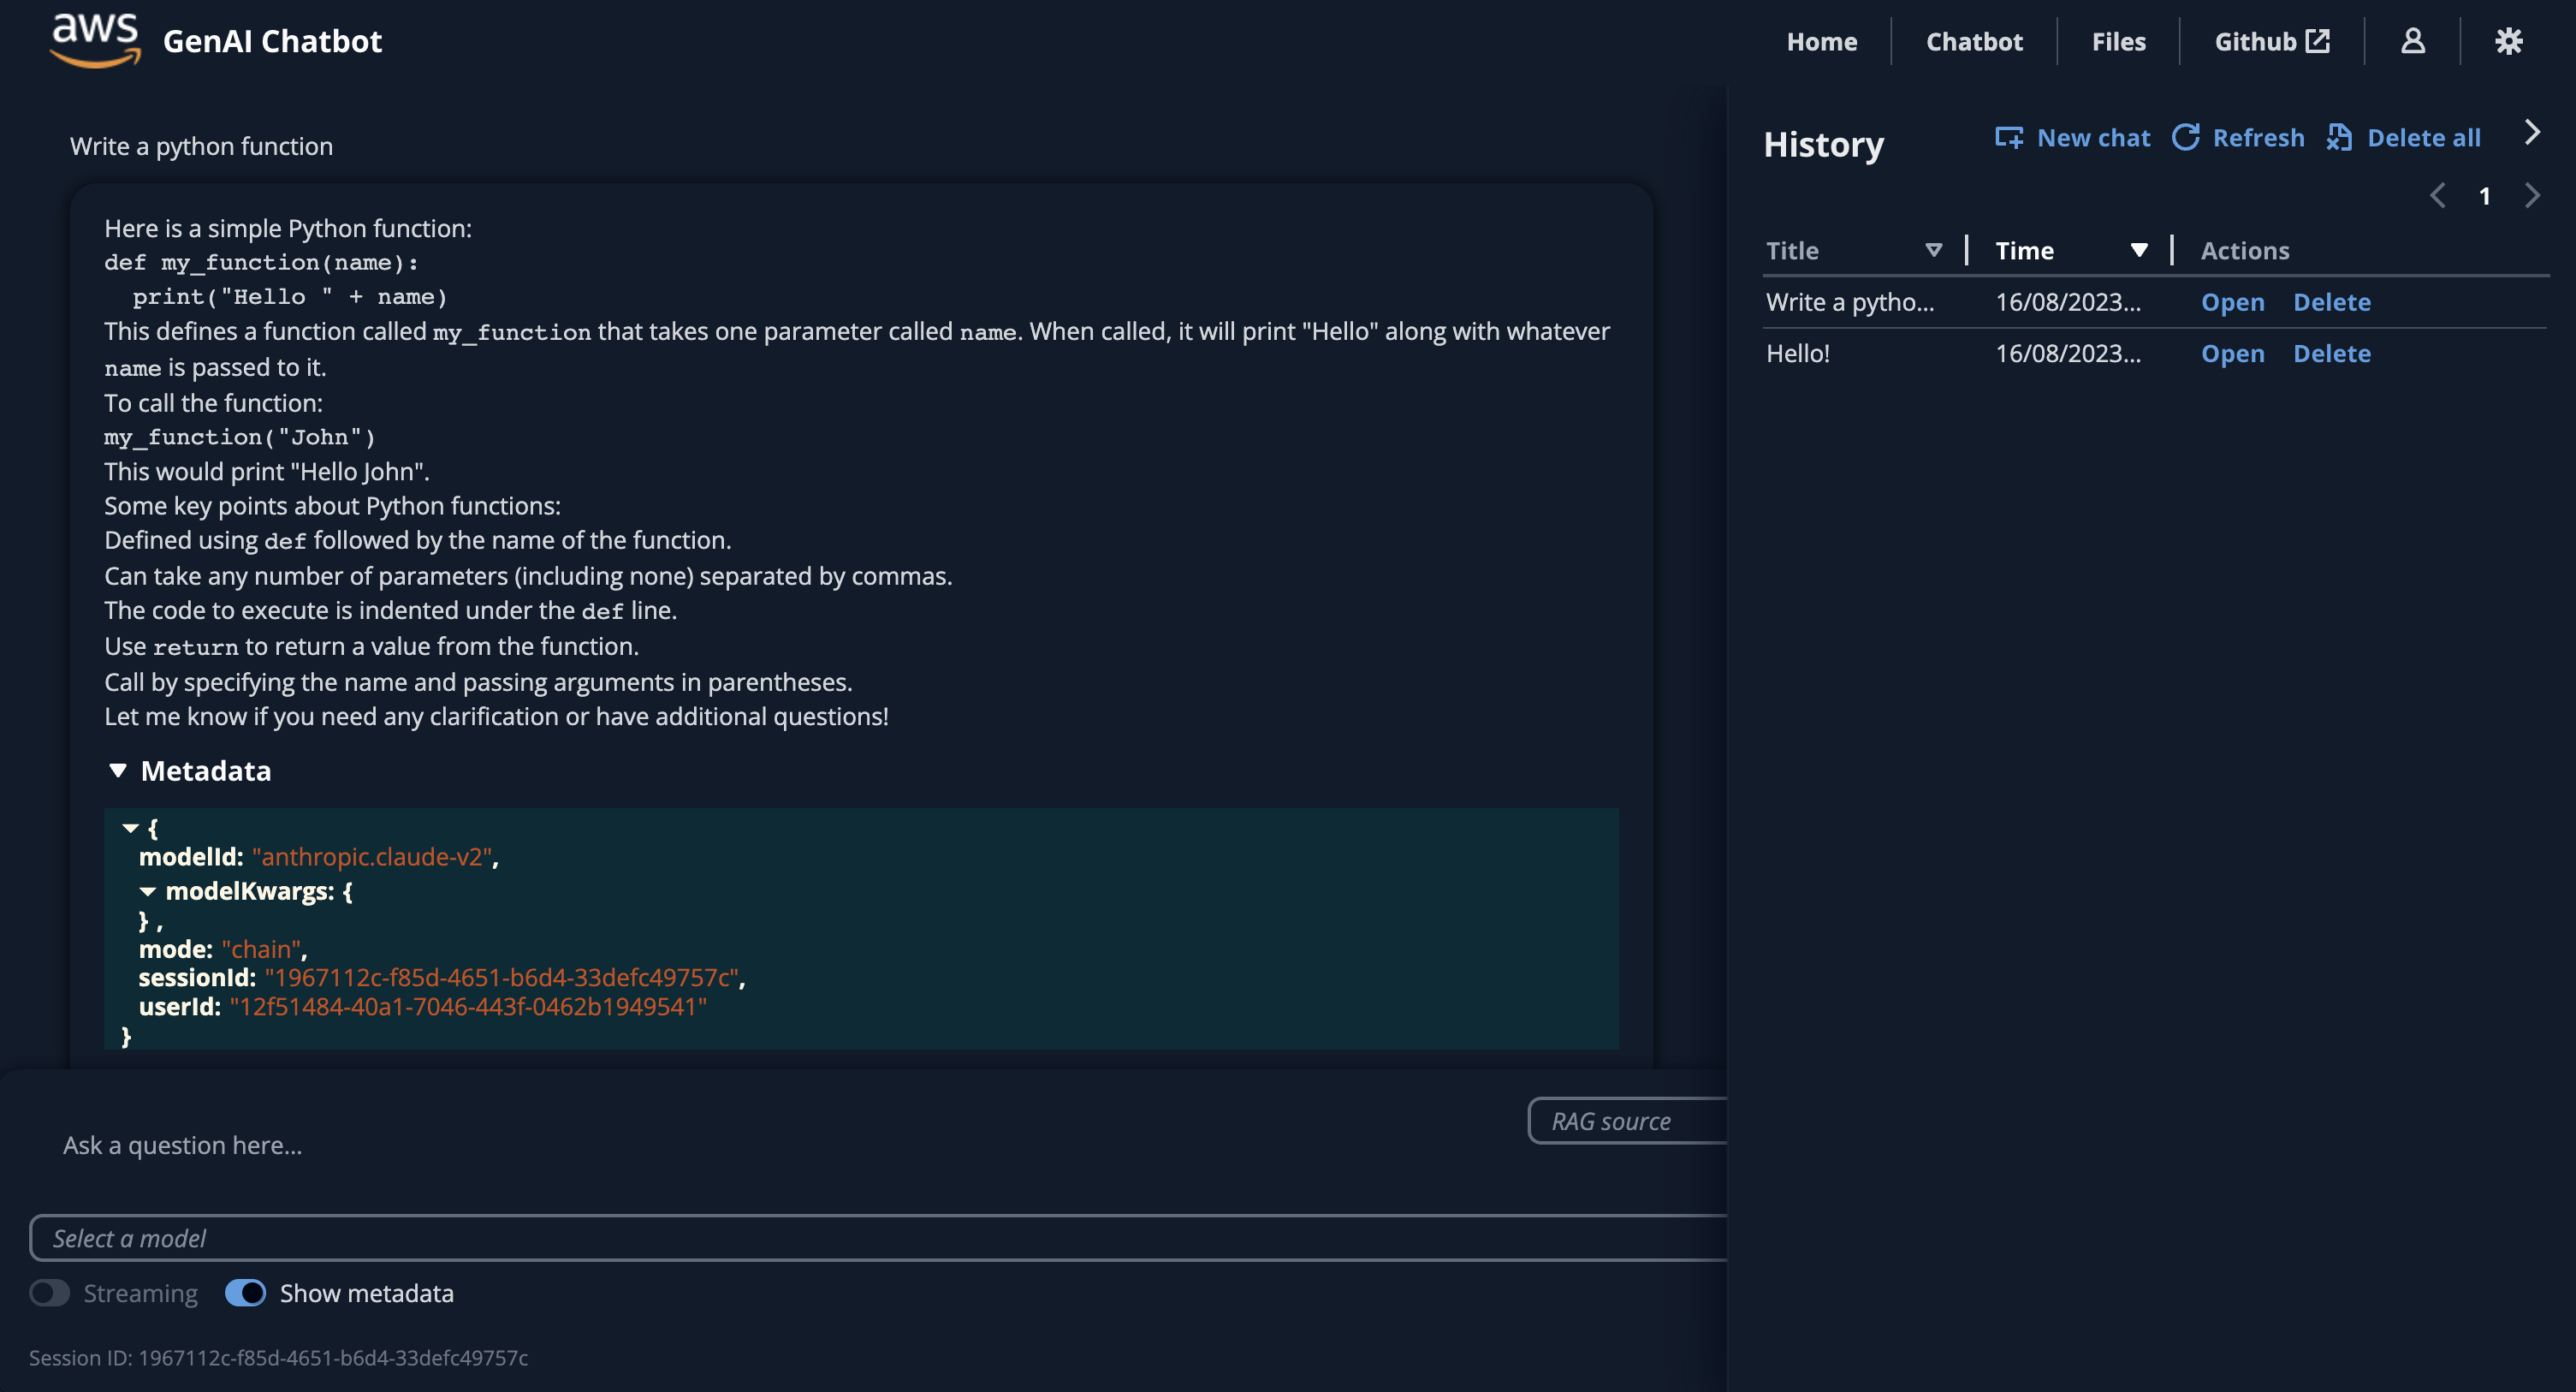 aws
GenAI Chatbot
Home
Chatbot
Files
Github
Write a python function
Here is a simple Python function:
def my_function(name):
  print("Hello " + name)
This defines a function called my_function that takes one parameter called name. When called, it will print "Hello" along with whatever
name is passed to it.
To call the function:
my_function("John")
This would print "Hello John".
Some key points about Python functions:
Defined using def followed by the name of the function.
Can take any number of parameters (including none) separated by commas.
The code to execute is indented under the def line.
Use return to return a value from the function.
Call by specifying the name and passing arguments in parentheses.
Let me know if you need any clarification or have additional questions!
Metadata
{
modelId: "anthropic.claude-v2",
modelKwargs: {
} ,
mode: "chain",
sessionId: "1967112c-f85d-4651-b6d4-33defc49757c",
userId: "12f51484-40a1-7046-443f-0462b1949541"
}
RAG source
Ask a question here...
Select a model
Streaming
Show metadata
Session ID: 1967112c-f85d-4651-b6d4-33defc49757c
History
New chat
Refresh
Delete all
1
Title Time Actions
Write a pytho... 16/08/2023... Open Delete
Hello! 16/08/2023... Open Delete